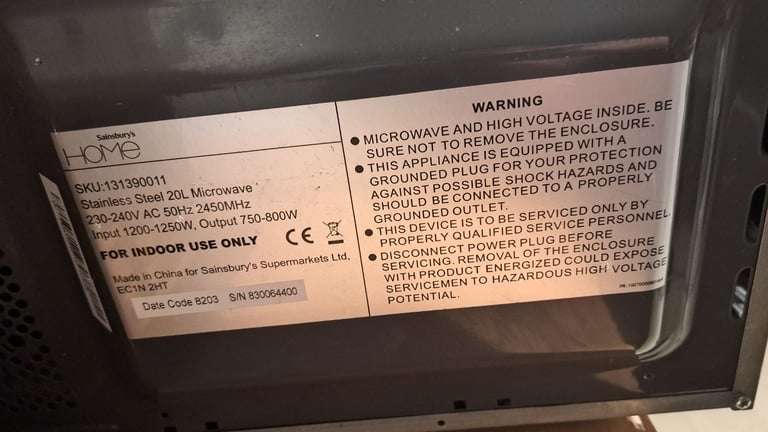 Sainsbury's
HOME
SKU:131390011
Stainless Steel 20L Microwave
230-240V AC 50Hz 2450MHz
Input 1200-1250W, Output 750-800W
FOR INDOOR USE ONLY CE
Made in China for Sainsbury's Supermarkets Ltd,
EC1N 2HT
Date Code 8203 S/N 830064400
WARNING
● MICROWAVE AND HIGH VOLTAGE INSIDE. BE
SURE NOT TO REMOVE THE ENCLOSURE.
● THIS APPLIANCE IS EQUIPPED WITH A
GROUNDED PLUG FOR YOUR PROTECTION
AGAINST POSSIBLE SHOCK HAZARDS AND
SHOULD BE CONNECTED TO A PROPERLY
GROUNDED OUTLET.
● THIS DEVICE IS TO BE SERVICED ONLY BY
PROPERLY QUALIFIED SERVICE PERSONNEL.
● DISCONNECT POWER PLUG BEFORE
SERVICING. REMOVAL OF THE ENCLOSURE
WITH PRODUCT ENERGIZED COULD EXPOSE
SERVICEMEN TO HAZARDOUS HIGH VOLTAGE
POTENTIAL.